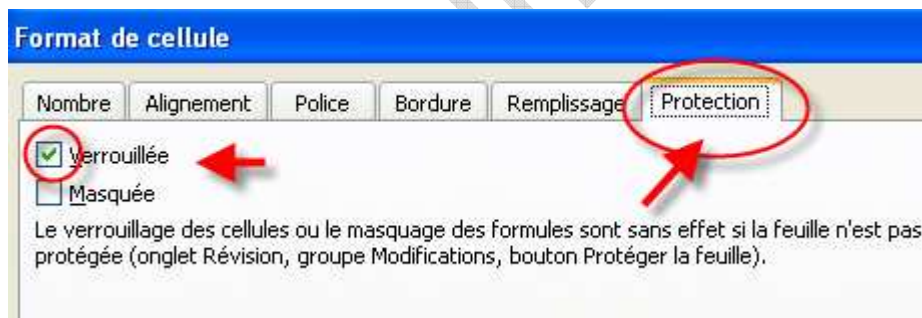 Format de cellule
Nombre Alignement Police Bordure Remplissage Protection
Verrouillée
Masquée
Le verrouillage des cellules ou le masquage des formules sont sans effet si la feuille n'est pas
protégée (onglet Révision, groupe Modifications, bouton Protéger la feuille).